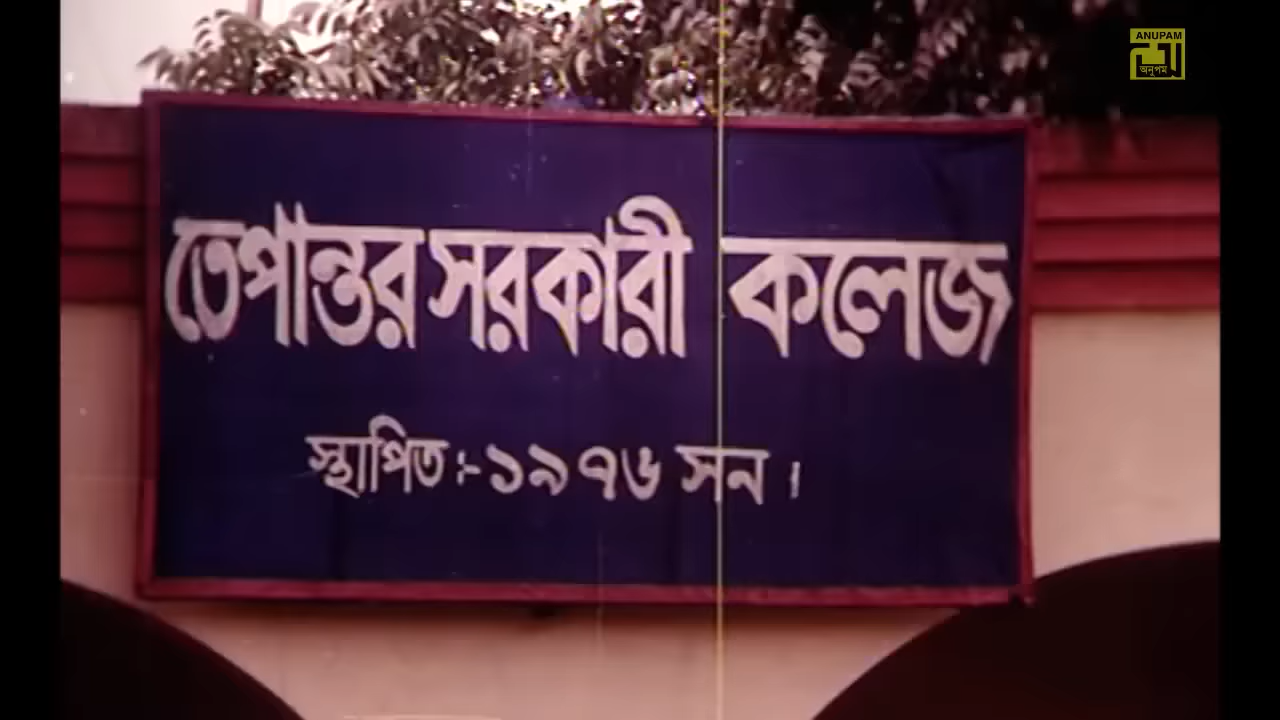 ANUPAM
অনুপম
তেপান্তর সরকারী কলেজ
স্থাপিত :- ১৯৭৬ সন ।